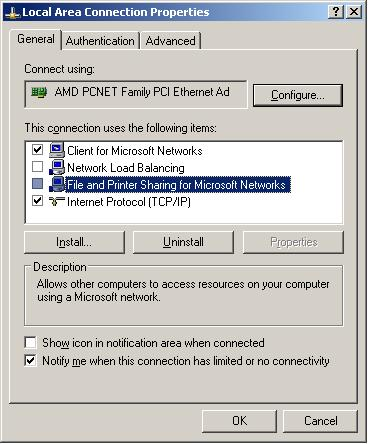 Local Area Connection Properties
General Authentication Advanced
Connect using:
AMD PCNET Family PCI Ethernet Ad
Configure...
This connection uses the following items:
Client for Microsoft Networks
Network Load Balancing
File and Printer Sharing for Microsoft Networks
Internet Protocol (TCP/IP)
Install... Uninstall Properties
Description
Allows other computers to access resources on your computer
using a Microsoft network.
Show icon in notification area when connected
Notify me when this connection has limited or no connectivity
OK Cancel